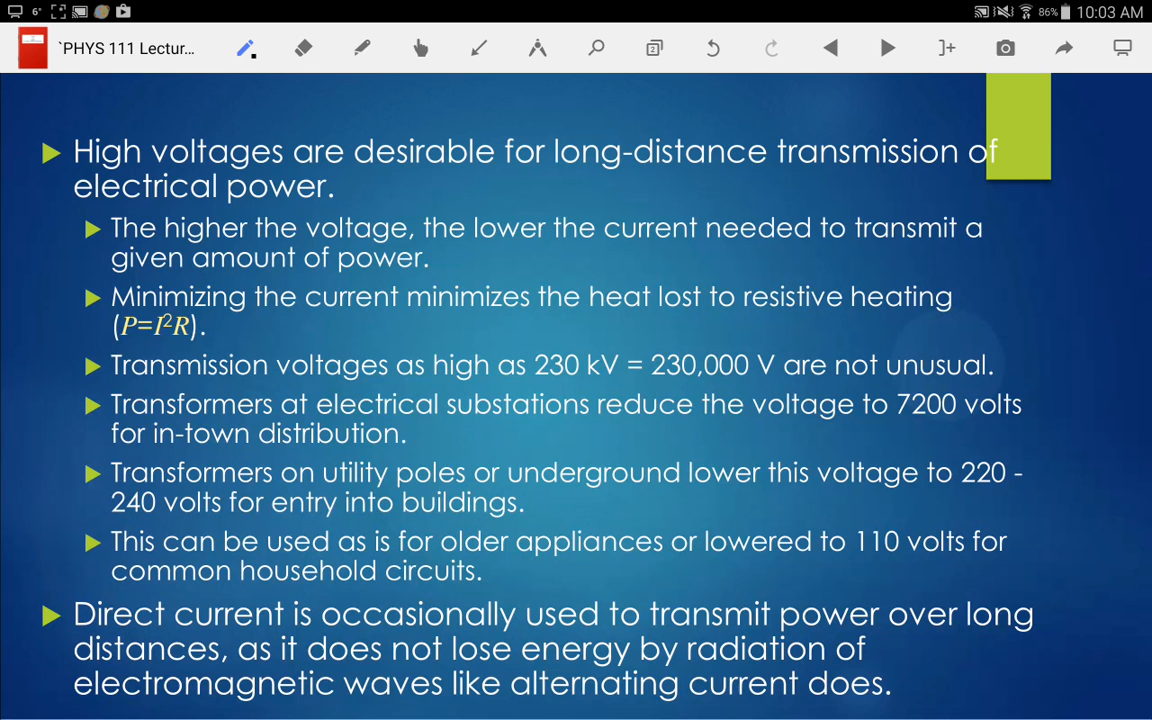 6°
86%
10:03 AM
`PHYS 111 Lectur...
2
]+
High voltages are desirable for long-distance transmission of
electrical power.
The higher the voltage, the lower the current needed to transmit a
given amount of power.
Minimizing the current minimizes the heat lost to resistive heating
(P=I²R).
Transmission voltages as high as 230 kV = 230,000 V are not unusual.
Transformers at electrical substations reduce the voltage to 7200 volts
for in-town distribution.
Transformers on utility poles or underground lower this voltage to 220 -
240 volts for entry into buildings.
This can be used as is for older appliances or lowered to 110 volts for
common household circuits.
Direct current is occasionally used to transmit power over long
distances, as it does not lose energy by radiation of
electromagnetic waves like alternating current does.